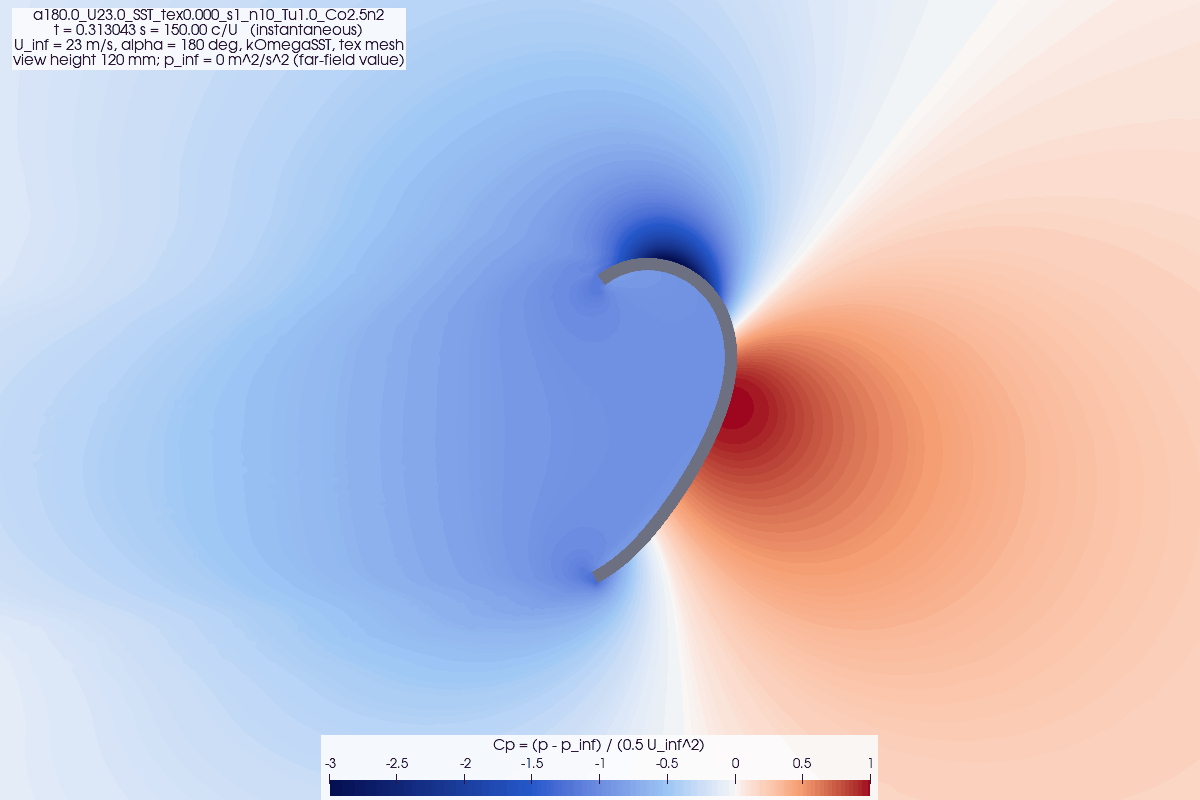 a180.0_U23.0_SST_tex0.000_s1_n10_Tu1.0_Co2.5n2
t = 0.313043 s = 150.00 c/U (instantaneous)
U_inf = 23 m/s, alpha = 180 deg, kOmegaSST, tex mesh
view height 120 mm; p_inf = 0 m^2/s^2 (far-field value)
Cp = (p - p_inf) / (0.5 U_inf^2)
-3 -2.5 -2 -1.5 -1 -0.5 0 0.5 1